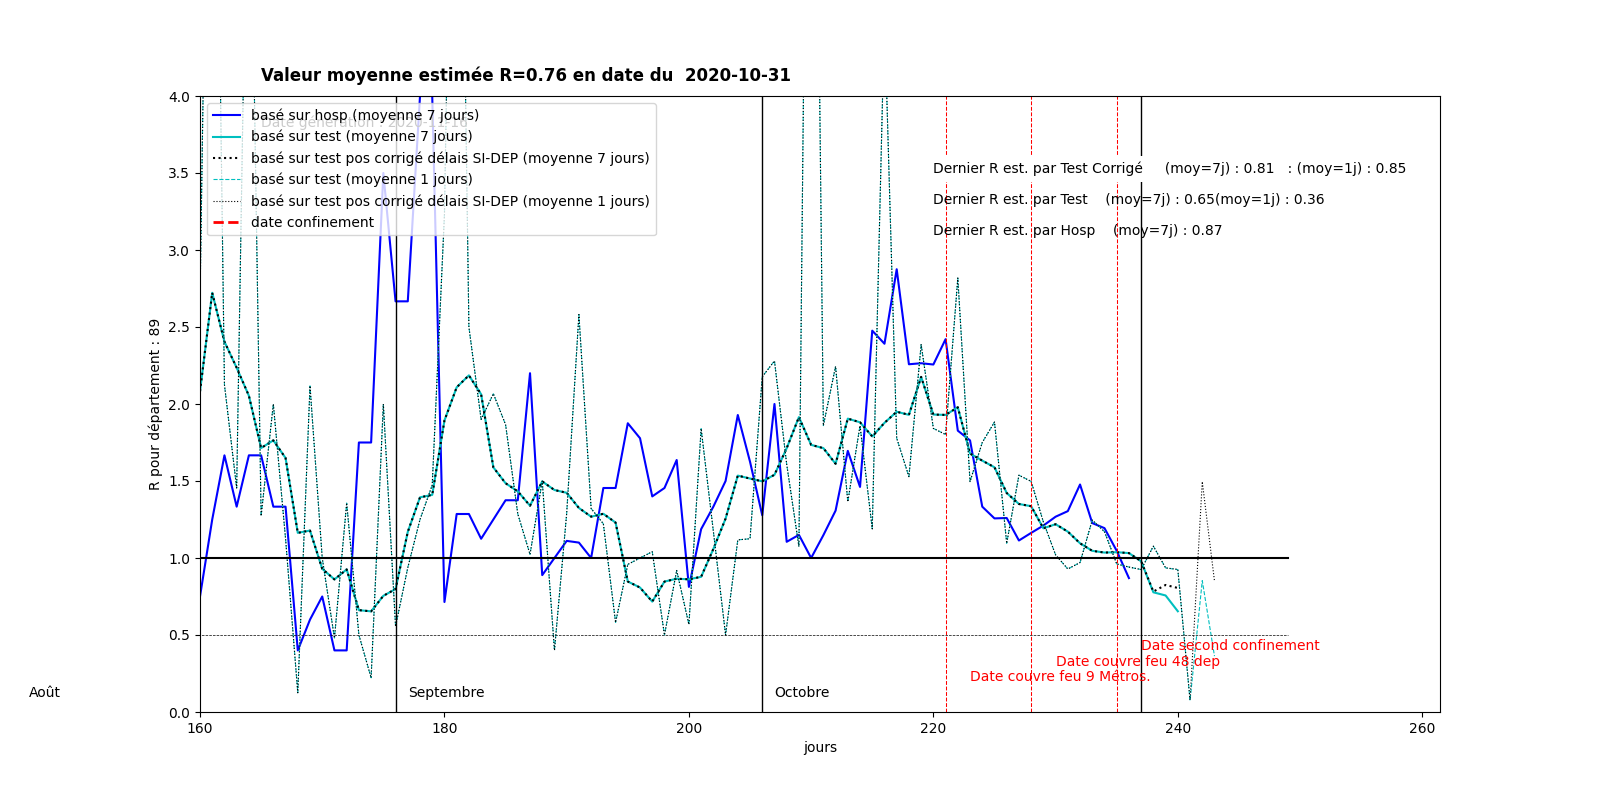 Valeur moyenne estimée R=0.76 en date du 2020-10-31
4.0
3.5
3.0
2.5
2.0
1.5
1.0
0.5
0.0
R pour département : 89
basé sur hosp (moyenne 7 jours)
basé sur test (moyenne 7 jours)
basé sur test pos corrigé délais SI-DEP (moyenne 7 jours)
basé sur test (moyenne 1 jours)
basé sur test pos corrigé délais SI-DEP (moyenne 1 jours)
date confinement
Dernier R est. par Test Corrigé (moy=7j) : 0.81 : (moy=1j) : 0.85
Dernier R est. par Test (moy=7j) : 0.65(moy=1j) : 0.36
Dernier R est. par Hosp (moy=7j) : 0.87
Date second confinement
Date couvre feu 48 dep
Date couvre feu 9 Métros.
Août
Septembre
Octobre
160
180
200
220
240
260
jours